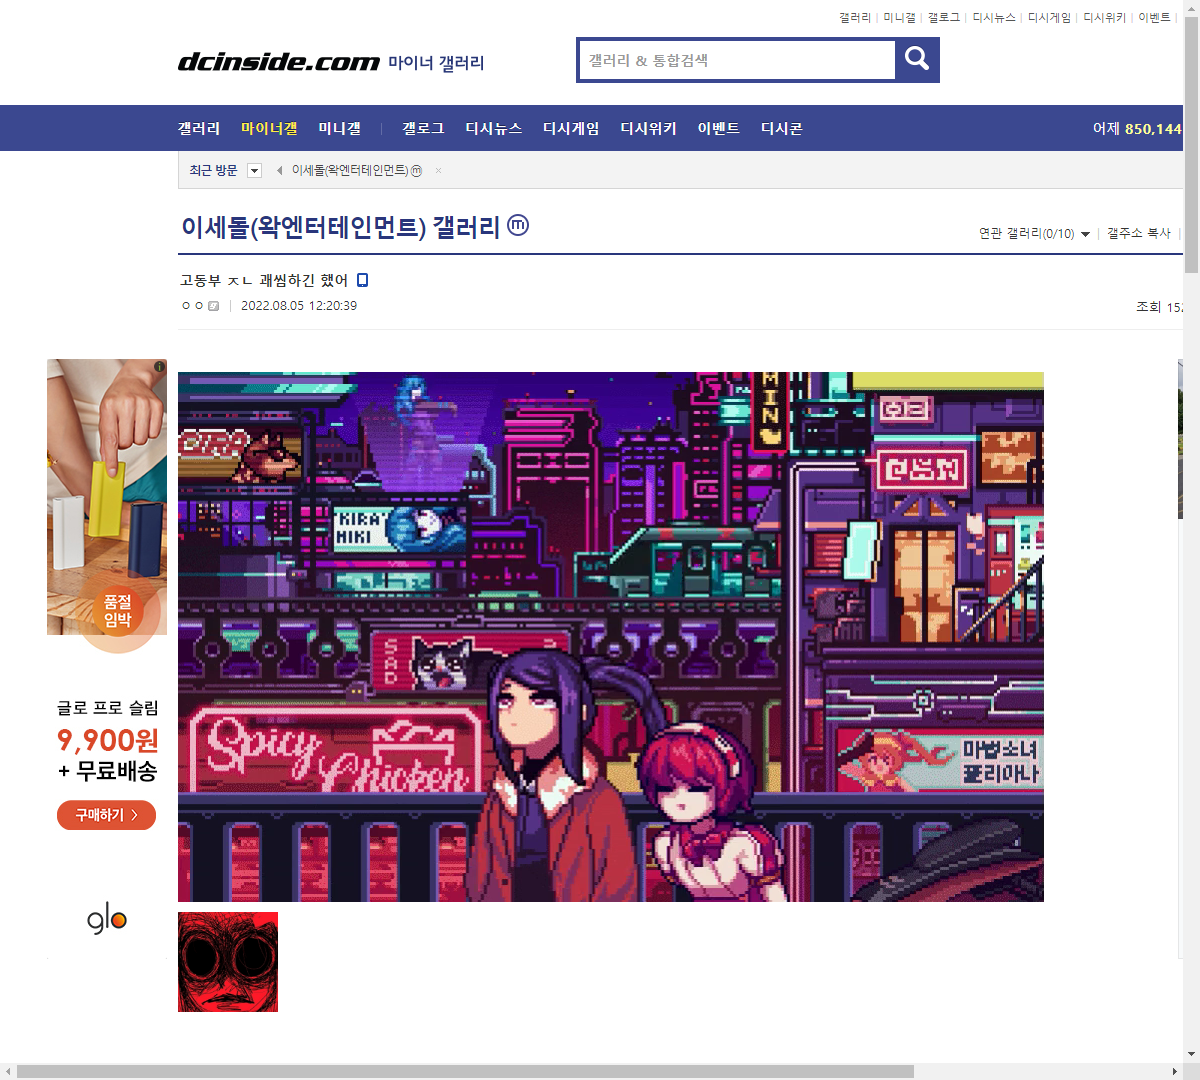 갤러리 | 미니갤 | 갤로그 | 디시뉴스 | 디시게임 | 디시위키 | 이벤트 |
dcinside.com 마이너 갤러리
갤러리 & 통합검색
갤러리 마이너갤 미니갤 | 갤로그 디시뉴스 디시게임 디시위키 이벤트 디시콘
어제 850,144
최근 방문 이세돌(왁엔터테인먼트) ⓜ ×
이세돌(왁엔터테인먼트) 갤러리 ⓜ
연관 갤러리(0/10) | 갤주소 복사 |
고동부 ㅈㄴ 괘씸하긴 했어
ㅇㅇ | 2022.08.05 12:20:39
조회 152
품절
임박
글로 프로 슬림
9,900원
+ 무료배송
구매하기 >
glo
KIRA
MIKI
SAD
Spicy
Chicken
마법소녀
폴리아나